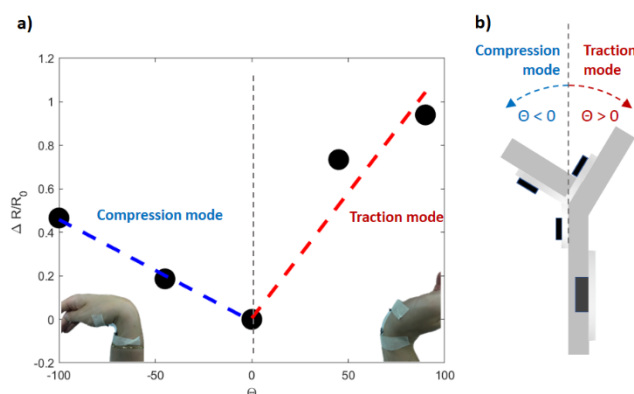 a)
1.2
1
0.8
0.6
0.4
0.2
0
-0.2
Δ R/R0
Compression mode
Traction mode
-100
-50
0
50
100
Θ
b)
Compression mode
Traction mode
Θ < 0
Θ > 0